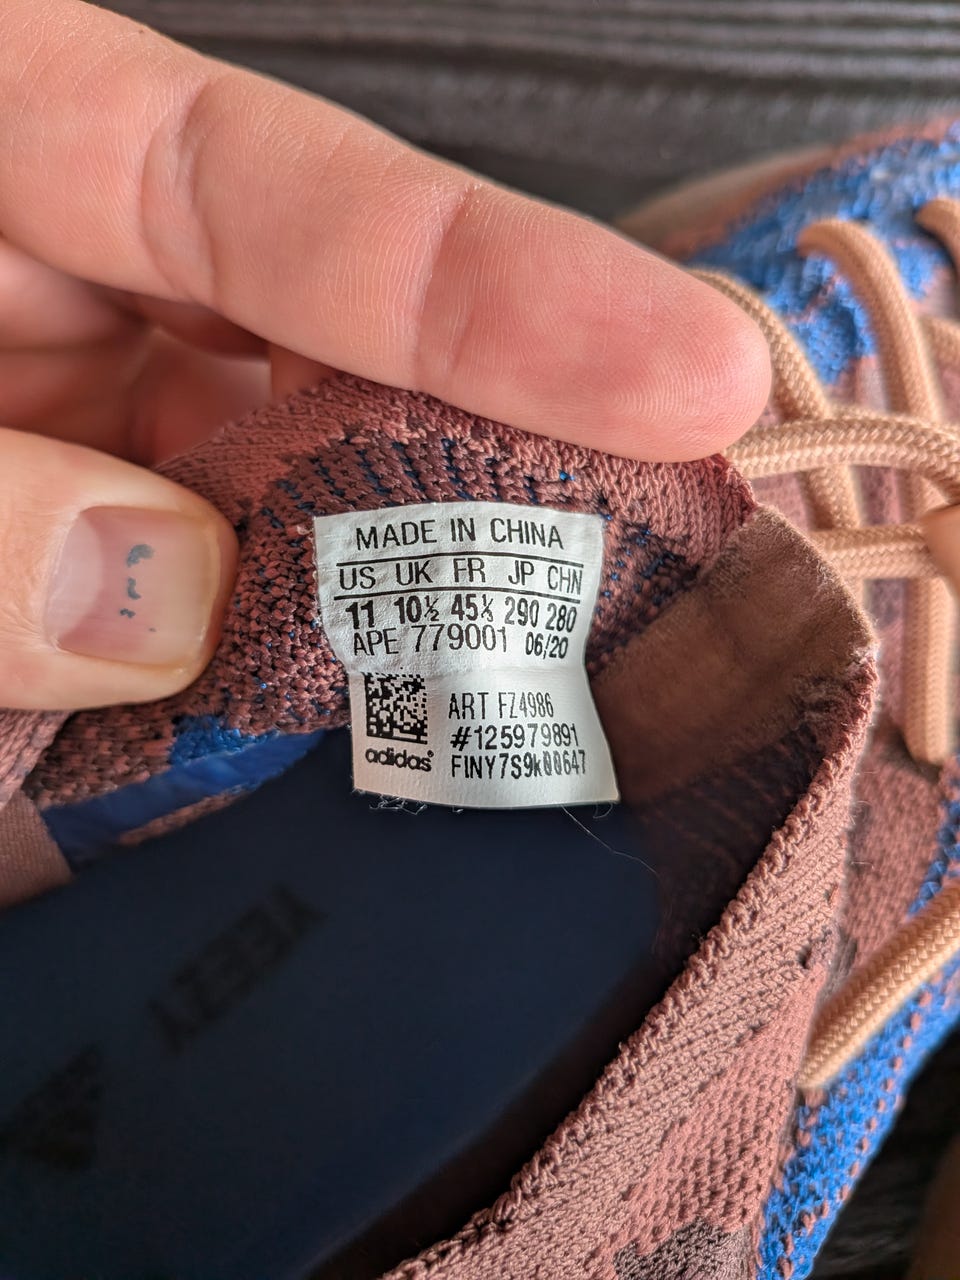 MADE IN CHINA
US UK FR JP CHN
11 10½ 45⅓ 290 280
APE 779001 06/20
ART FZ4986
#125979891
adidas®
FINY7S9k00647
YEEZY